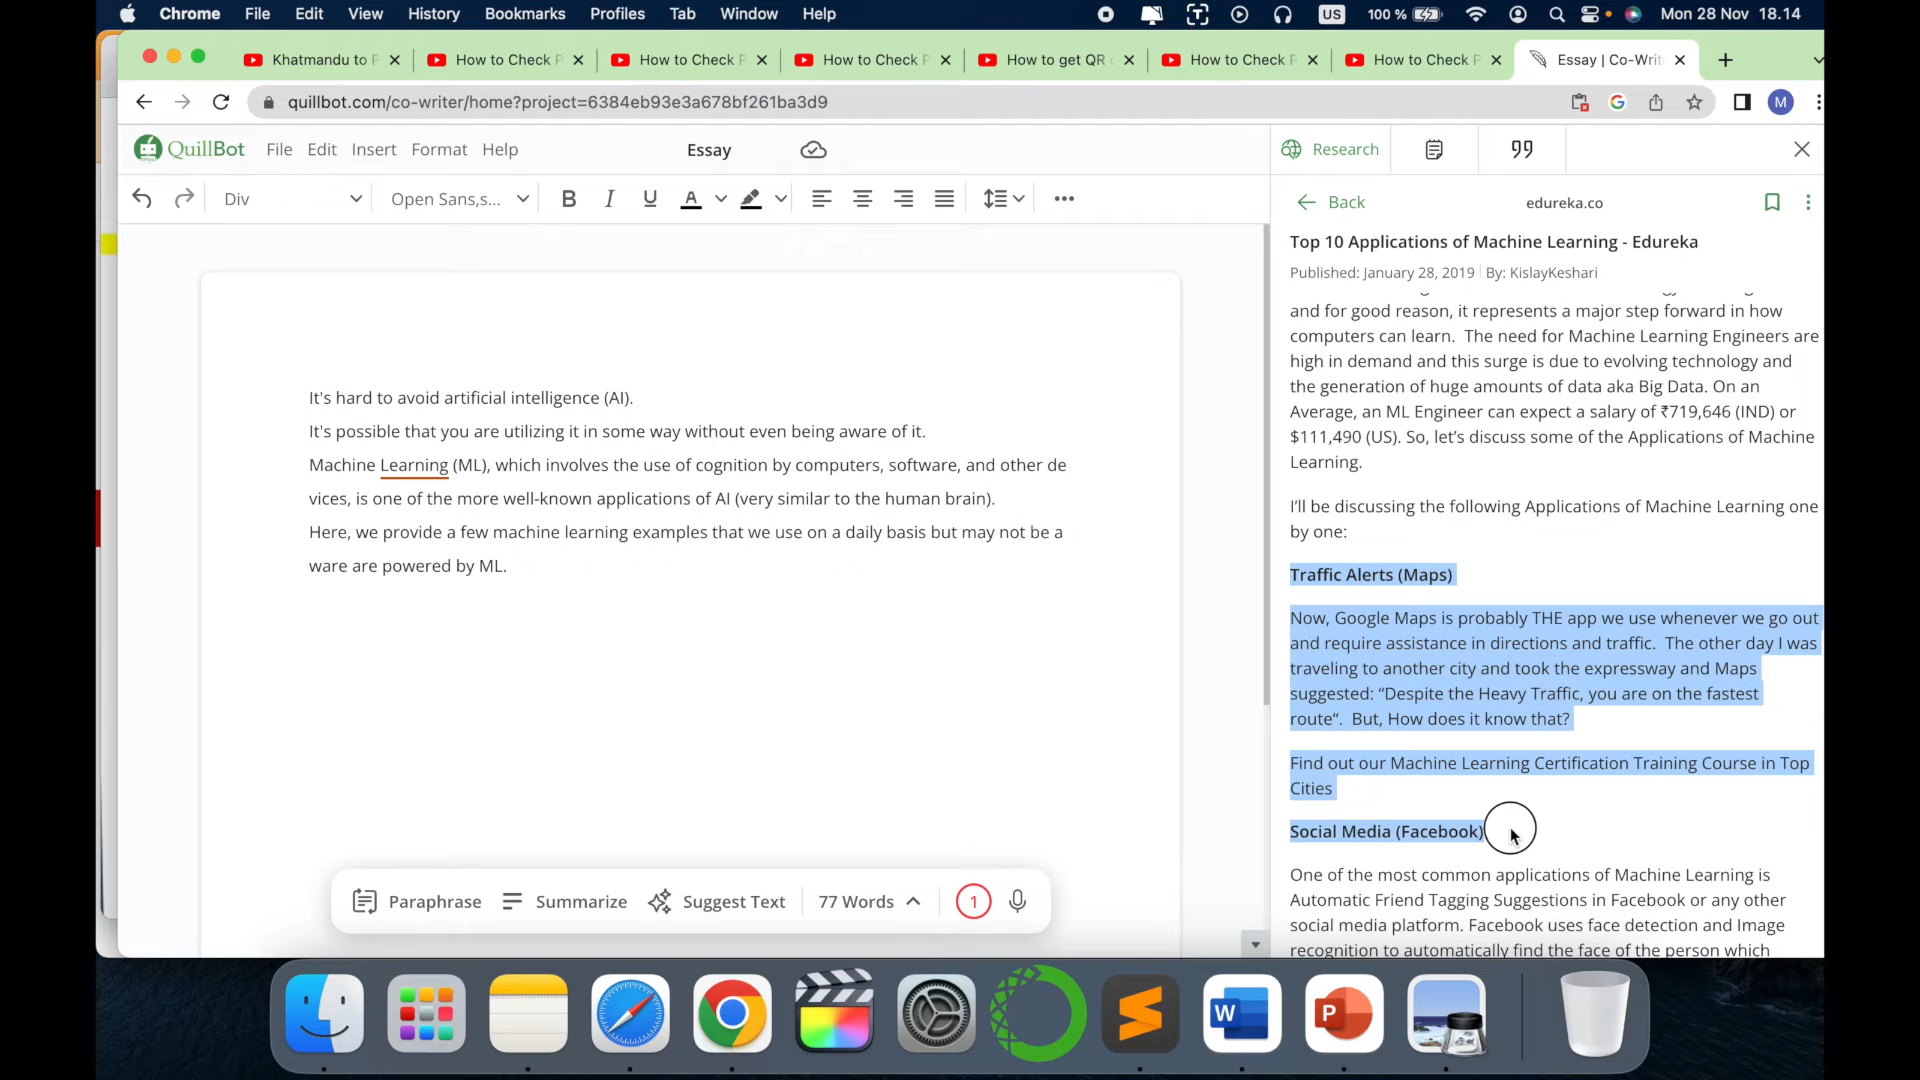 Chrome File Edit View History Bookmarks Profiles Tab Window Help US 100 % Mon 28 Nov 18.14
Khatmandu to P How to Check P How to Check P How to Check P How to get QR How to Check P How to Check P Essay | Co-Writ
quillbot.com/co-writer/home?project=6384eb93e3a678bf261ba3d9 M
QuillBot File Edit Insert Format Help Essay
Div Open Sans,s... B I U A
It's hard to avoid artificial intelligence (AI).
It's possible that you are utilizing it in some way without even being aware of it.
Machine Learning (ML), which involves the use of cognition by computers, software, and other de
vices, is one of the more well-known applications of AI (very similar to the human brain).
Here, we provide a few machine learning examples that we use on a daily basis but may not be a
ware are powered by ML.
Paraphrase Summarize Suggest Text 77 Words 1
Research
Back edureka.co
Top 10 Applications of Machine Learning - Edureka
Published: January 28, 2019 | By: KislayKeshari
and for good reason, it represents a major step forward in how
computers can learn. The need for Machine Learning Engineers are
high in demand and this surge is due to evolving technology and
the generation of huge amounts of data aka Big Data. On an
Average, an ML Engineer can expect a salary of ₹719,646 (IND) or
$111,490 (US). So, let's discuss some of the Applications of Machine
Learning.
I'll be discussing the following Applications of Machine Learning one
by one:
Traffic Alerts (Maps)
Now, Google Maps is probably THE app we use whenever we go out
and require assistance in directions and traffic. The other day I was
traveling to another city and took the expressway and Maps
suggested: “Despite the Heavy Traffic, you are on the fastest
route“. But, How does it know that?
Find out our Machine Learning Certification Training Course in Top
Cities
Social Media (Facebook)
One of the most common applications of Machine Learning is
Automatic Friend Tagging Suggestions in Facebook or any other
social media platform. Facebook uses face detection and Image
recognition to automatically find the face of the person which
W P